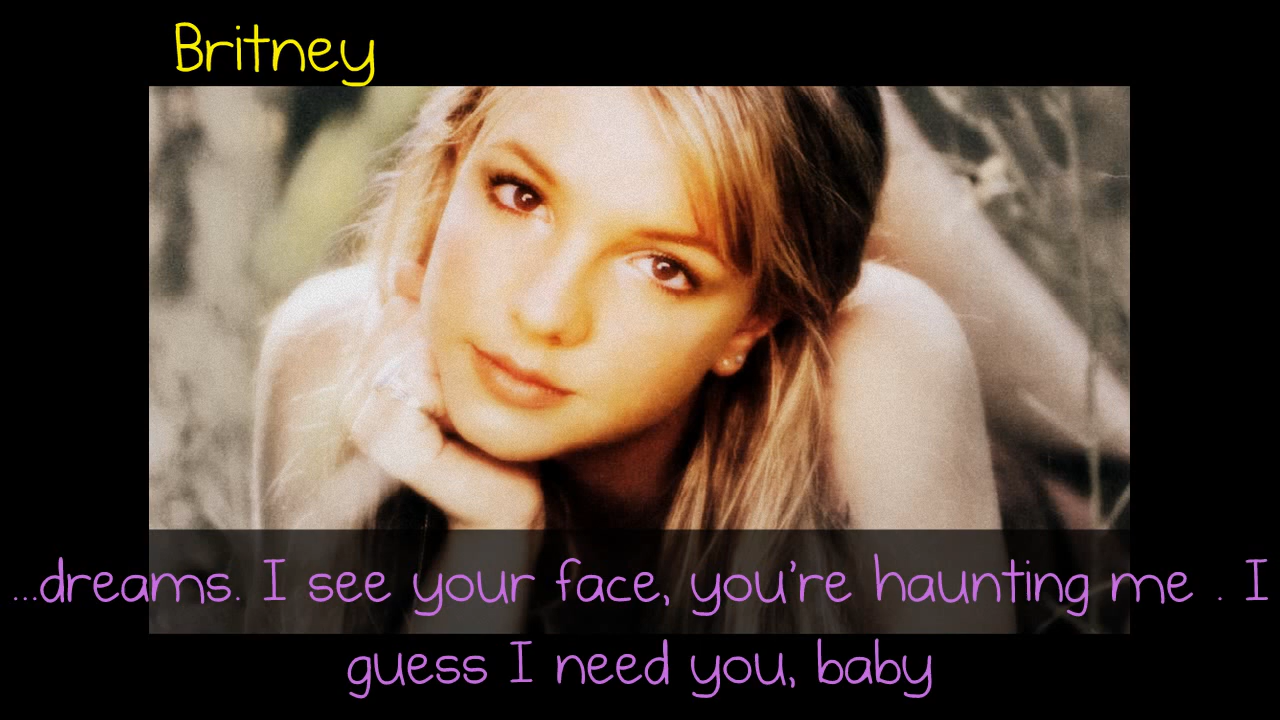 Britney
...dreams. I see your face, you're haunting me . I
guess I need you, baby